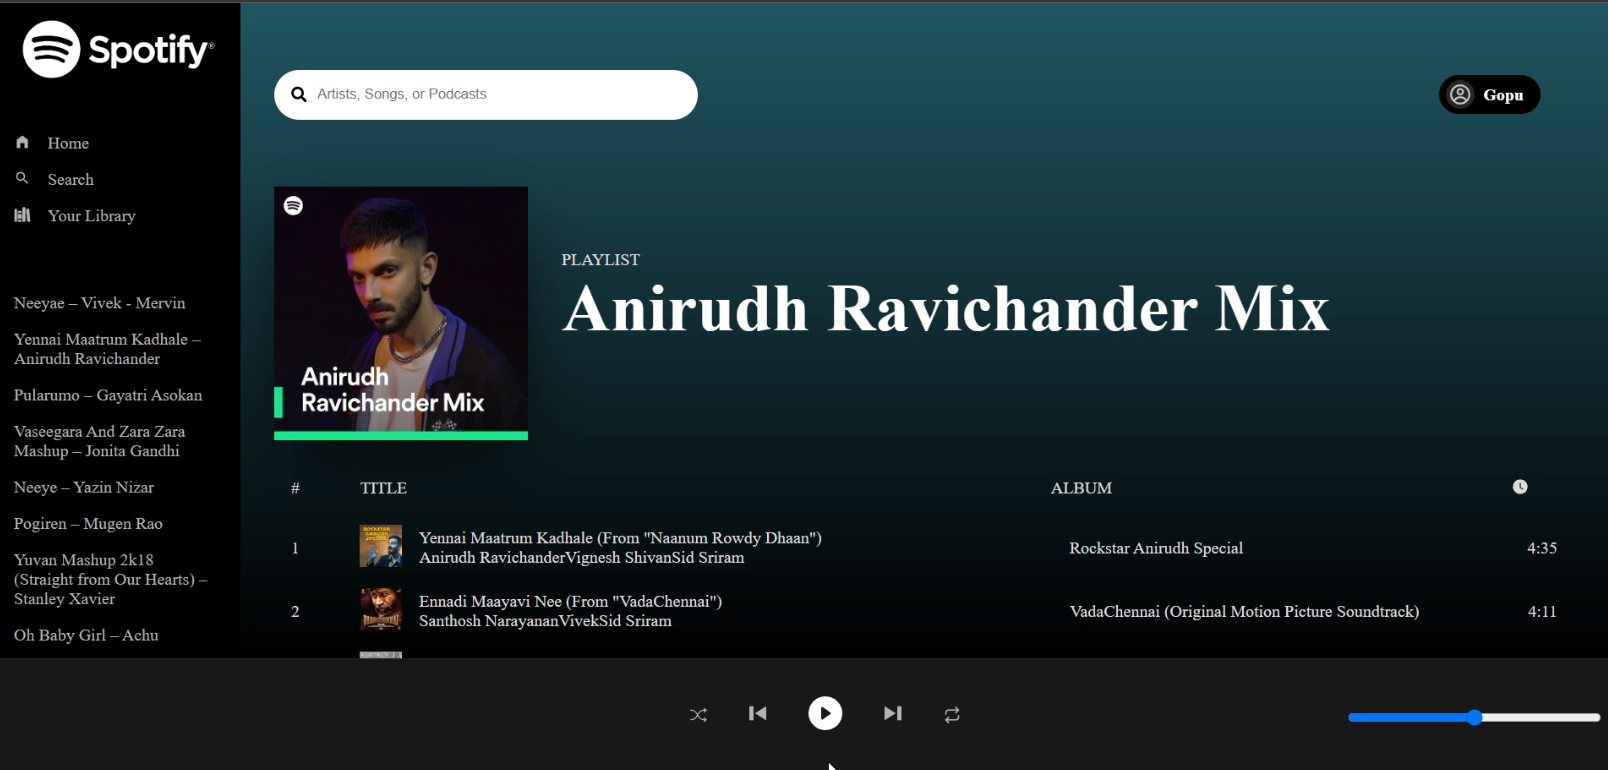 Spotify®
Home
Search
Your Library
Neeyae – Vivek - Mervin
Yennai Maatrum Kadhale –
Anirudh Ravichander
Pularumo – Gayatri Asokan
Vaseegara And Zara Zara
Mashup – Jonita Gandhi
Neeye – Yazin Nizar
Pogiren – Mugen Rao
Yuvan Mashup 2k18
(Straight from Our Hearts) –
Stanley Xavier
Oh Baby Girl – Achu
Artists, Songs, or Podcasts
Gopu
Anirudh
Ravichander Mix
PLAYLIST
Anirudh Ravichander Mix
# TITLE ALBUM
1 Yennai Maatrum Kadhale (From "Naanum Rowdy Dhaan") Rockstar Anirudh Special 4:35
Anirudh RavichanderVignesh ShivanSid Sriram
ROCKSTAR
ANIRUDH
SPECIAL
2 Ennadi Maayavi Nee (From "VadaChennai") VadaChennai (Original Motion Picture Soundtrack) 4:11
Santhosh NarayananVivekSid Sriram